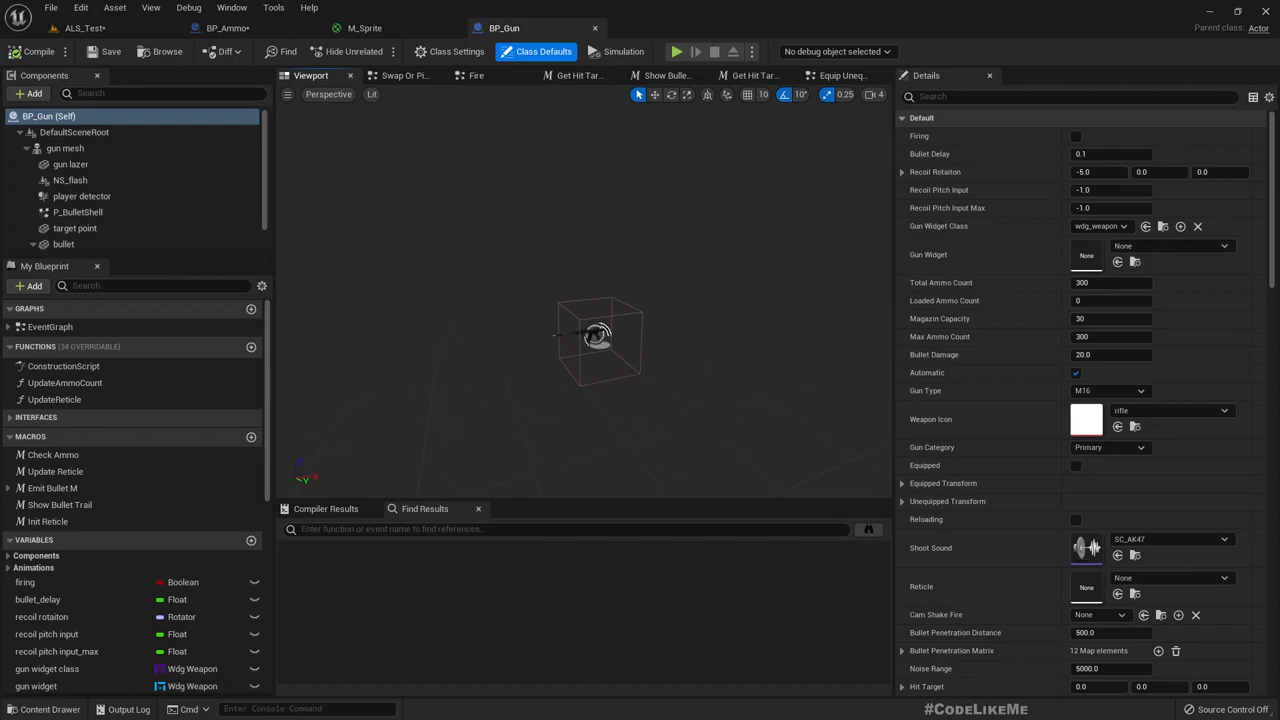 File Edit Asset View Debug Window Tools Help
ALS_Test* BP_Ammo* M_Sprite BP_Gun
Parent class: Actor
Compile Save Browse Diff Find Hide Unrelated Class Settings Class Defaults Simulation No debug object selected
Components Viewport Swap Or Pi... Fire Get Hit Tar... Show Bulle... Get Hit Tar... Equip Uneq... Details
Add Search
Perspective Lit 10 10° 0.25 4
Search
BP_Gun (Self)
DefaultSceneRoot
gun mesh
gun lazer
NS_flash
player detector
P_BulletShell
target point
bullet
My Blueprint
Add Search
GRAPHS
EventGraph
FUNCTIONS (34 OVERRIDABLE)
ConstructionScript
UpdateAmmoCount
UpdateReticle
INTERFACES
MACROS
Check Ammo
Update Reticle
Emit Bullet M
Show Bullet Trail
Init Reticle
VARIABLES
Components
Animations
firing Boolean
bullet_delay Float
recoil rotaiton Rotator
recoil pitch input Float
recoil pitch input_max Float
gun widget class Wdg Weapon
gun widget Wdg Weapon
Compiler Results Find Results
Enter function or event name to find references...
Default
Firing
Bullet Delay 0.1
Recoil Rotaiton -5.0 0.0 0.0
Recoil Pitch Input -1.0
Recoil Pitch Input Max -1.0
Gun Widget Class wdg_weapon
Gun Widget None None
Total Ammo Count 300
Loaded Ammo Count 0
Magazin Capacity 30
Max Ammo Count 300
Bullet Damage 20.0
Automatic
Gun Type M16
Weapon Icon rifle
Gun Category Primary
Equipped
Equipped Transform
Unequipped Transform
Reloading
Shoot Sound SC_AK47
Reticle None None
Cam Shake Fire None
Bullet Penetration Distance 500.0
Bullet Penetration Matrix 12 Map elements
Noise Range 5000.0
Hit Target 0.0 0.0 0.0
Content Drawer Output Log Cmd Enter Console Command
#CodeLikeMe
Source Control Off